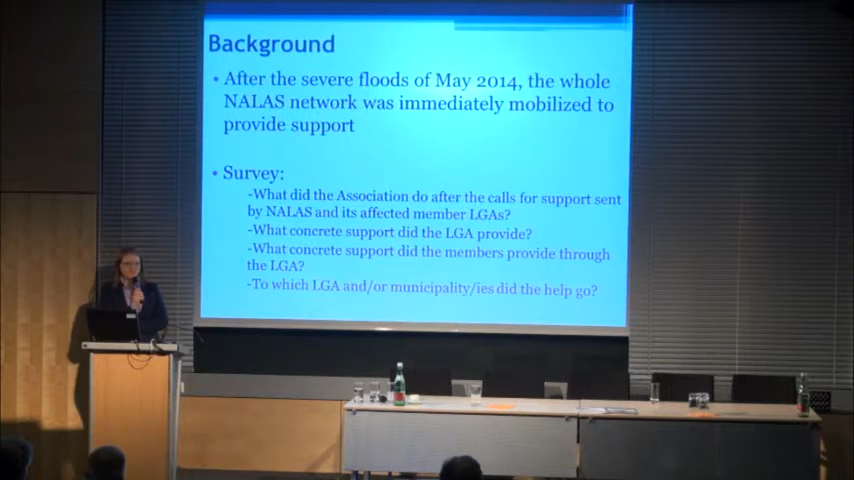 Background
• After the severe floods of May 2014, the whole
NALAS network was immediately mobilized to
provide support
• Survey:
-What did the Association do after the calls for support sent
by NALAS and its affected member LGAs?
-What concrete support did the LGA provide?
-What concrete support did the members provide through
the LGA?
-To which LGA and/or municipality/ies did the help go?